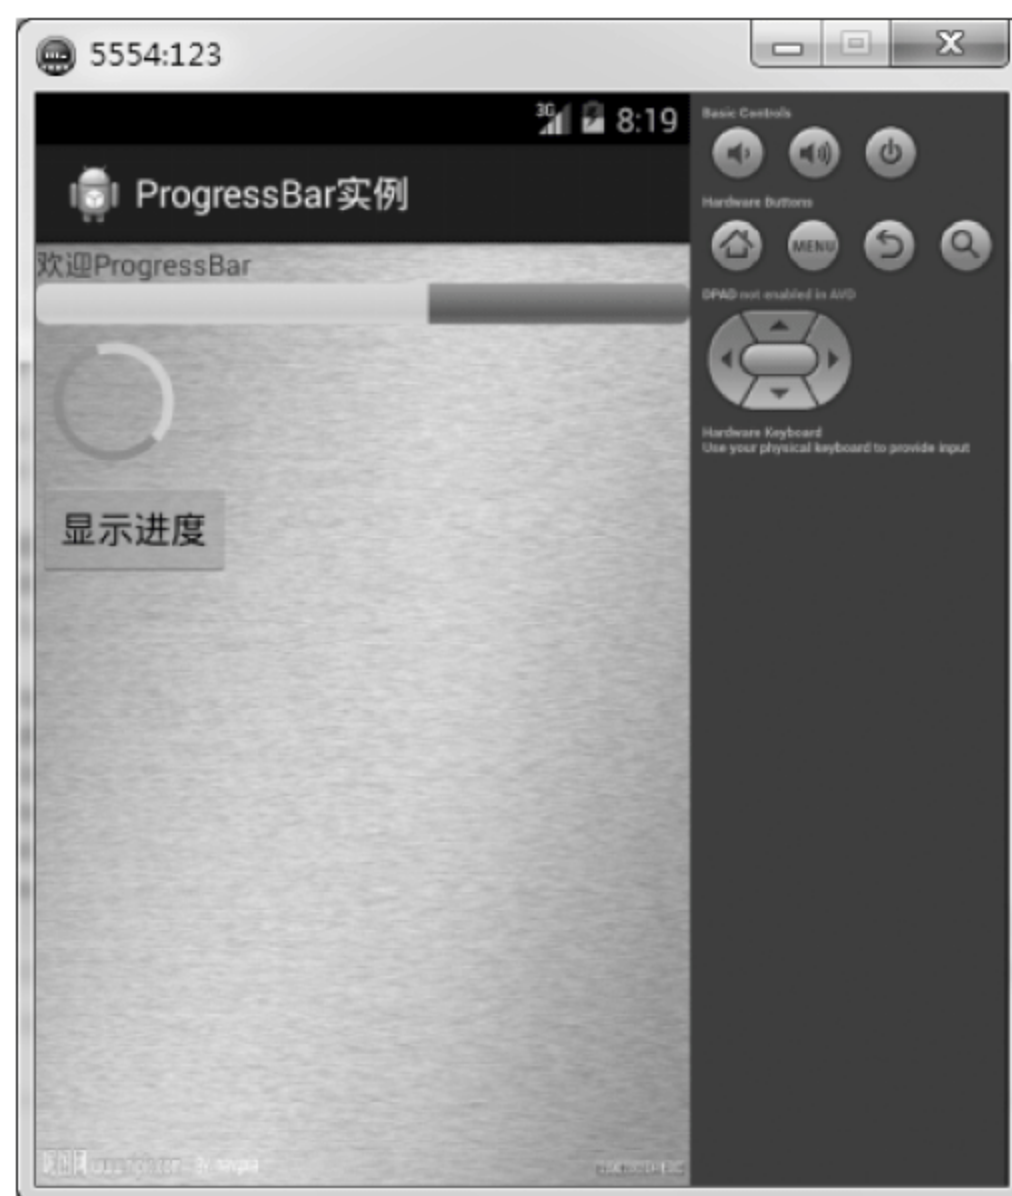 5554:123
3G 8:19
ProgressBar实例
欢迎ProgressBar
显示进度
Basic Controls
Hardware Buttons
MENU
DPAD not enabled in AVD
Hardware Keyboard
Use your physical keyboard to provide input